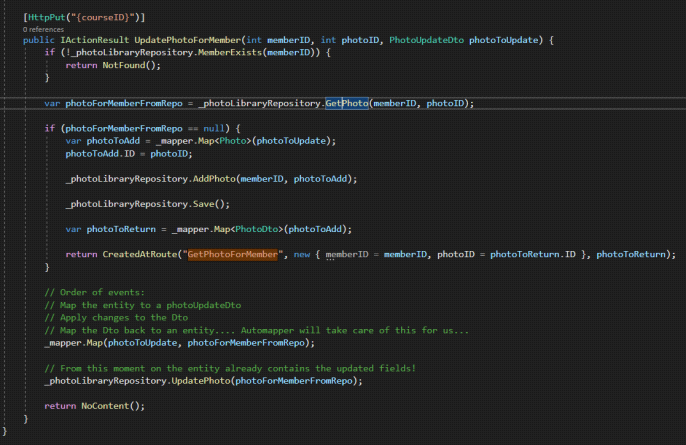 [HttpPut("{courseID}")]
0 references
public IActionResult UpdatePhotoForMember(int memberID, int photoID, PhotoUpdateDto photoToUpdate) {
if (!_photoLibraryRepository.MemberExists(memberID)) {
return NotFound();
}
var photoForMemberFromRepo = _photoLibraryRepository.GetPhoto(memberID, photoID);
if (photoForMemberFromRepo == null) {
var photoToAdd = _mapper.Map<Photo>(photoToUpdate);
photoToAdd.ID = photoID;
_photoLibraryRepository.AddPhoto(memberID, photoToAdd);
_photoLibraryRepository.Save();
var photoToReturn = _mapper.Map<PhotoDto>(photoToAdd);
return CreatedAtRoute("GetPhotoForMember", new { memberID = memberID, photoID = photoToReturn.ID }, photoToReturn);
}
// Order of events:
// Map the entity to a photoUpdateDto
// Apply changes to the Dto
// Map the Dto back to an entity.... Automapper will take care of this for us...
_mapper.Map(photoToUpdate, photoForMemberFromRepo);
// From this moment on the entity already contains the updated fields!
_photoLibraryRepository.UpdatePhoto(photoForMemberFromRepo);
return NoContent();
}
}